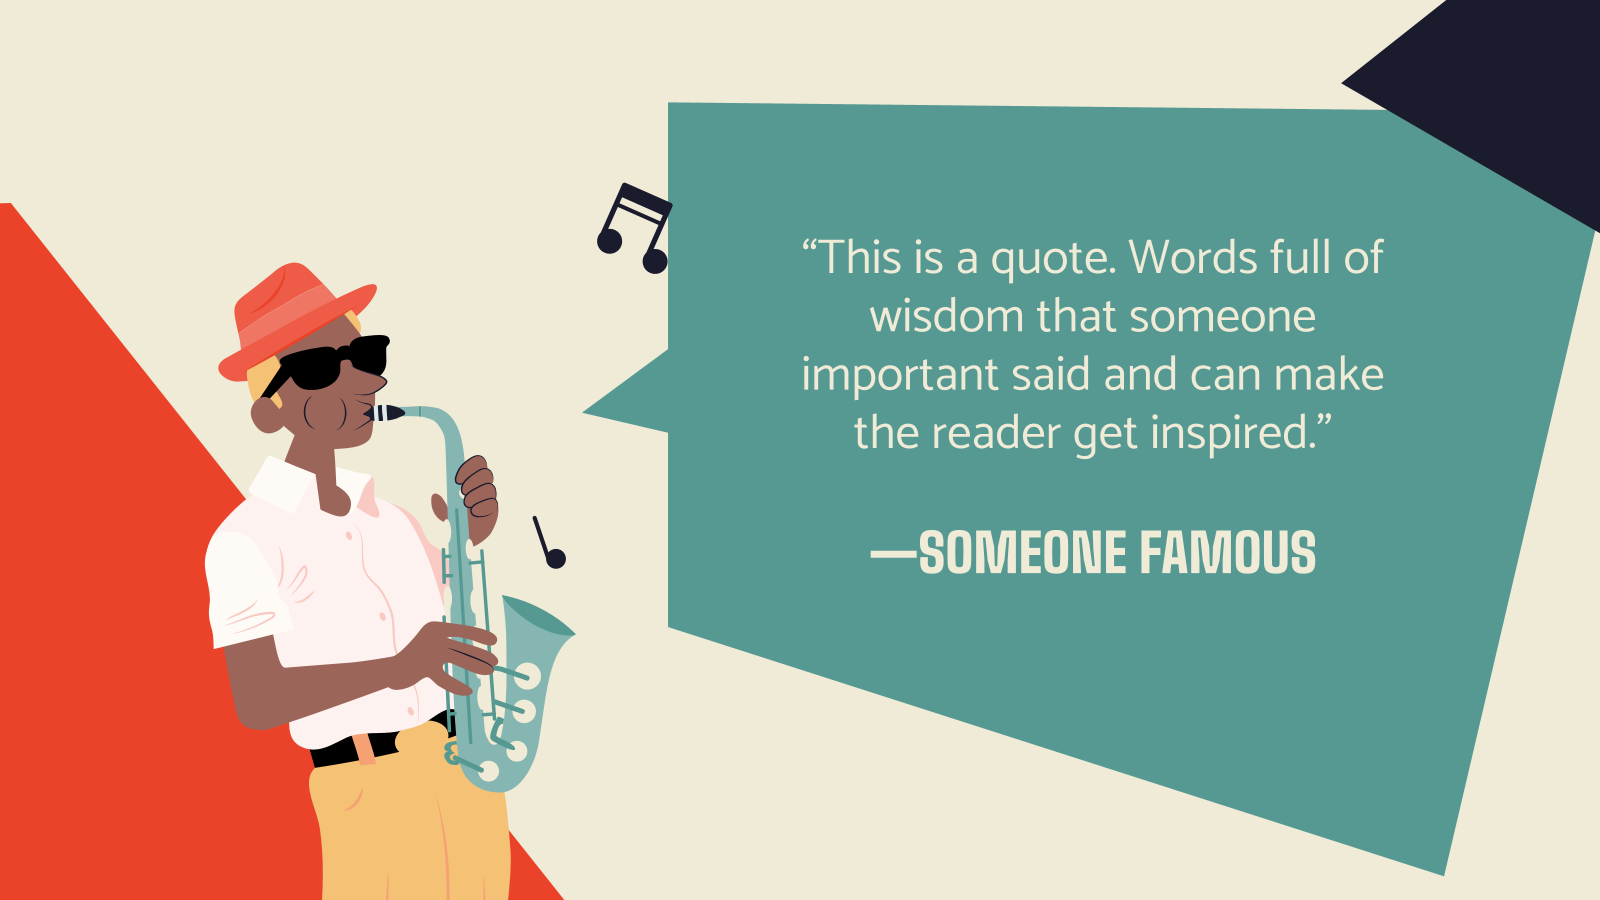 “This is a quote. Words full of
wisdom that someone
important said and can make
the reader get inspired.”
—SOMEONE FAMOUS